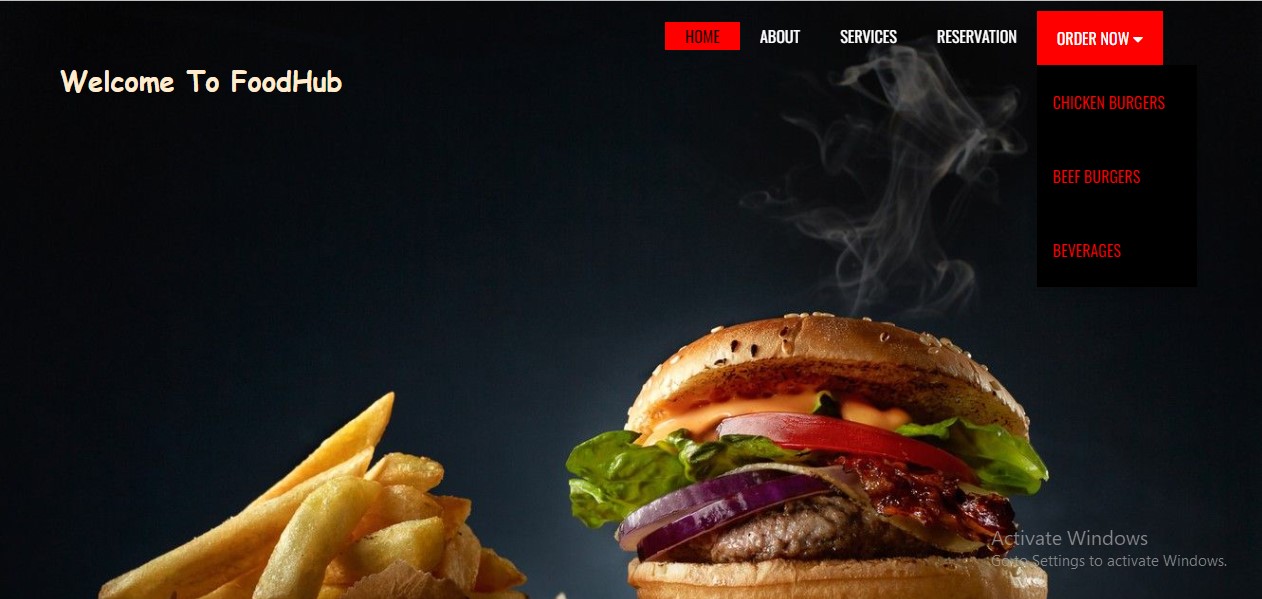 HOME ABOUT SERVICES RESERVATION ORDER NOW
Welcome To FoodHub
CHICKEN BURGERS
BEEF BURGERS
BEVERAGES
Activate Windows
Go to Settings to activate Windows.